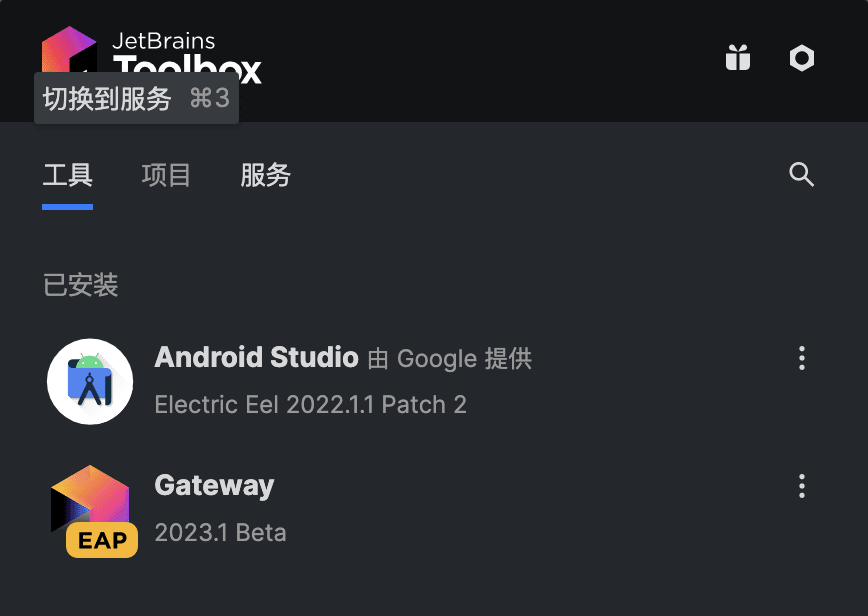 JetBrains
Toolbox
切换到服务 ⌘3
工具 项目 服务
已安装
Android Studio 由 Google 提供
Electric Eel 2022.1.1 Patch 2
Gateway
2023.1 Beta
EAP